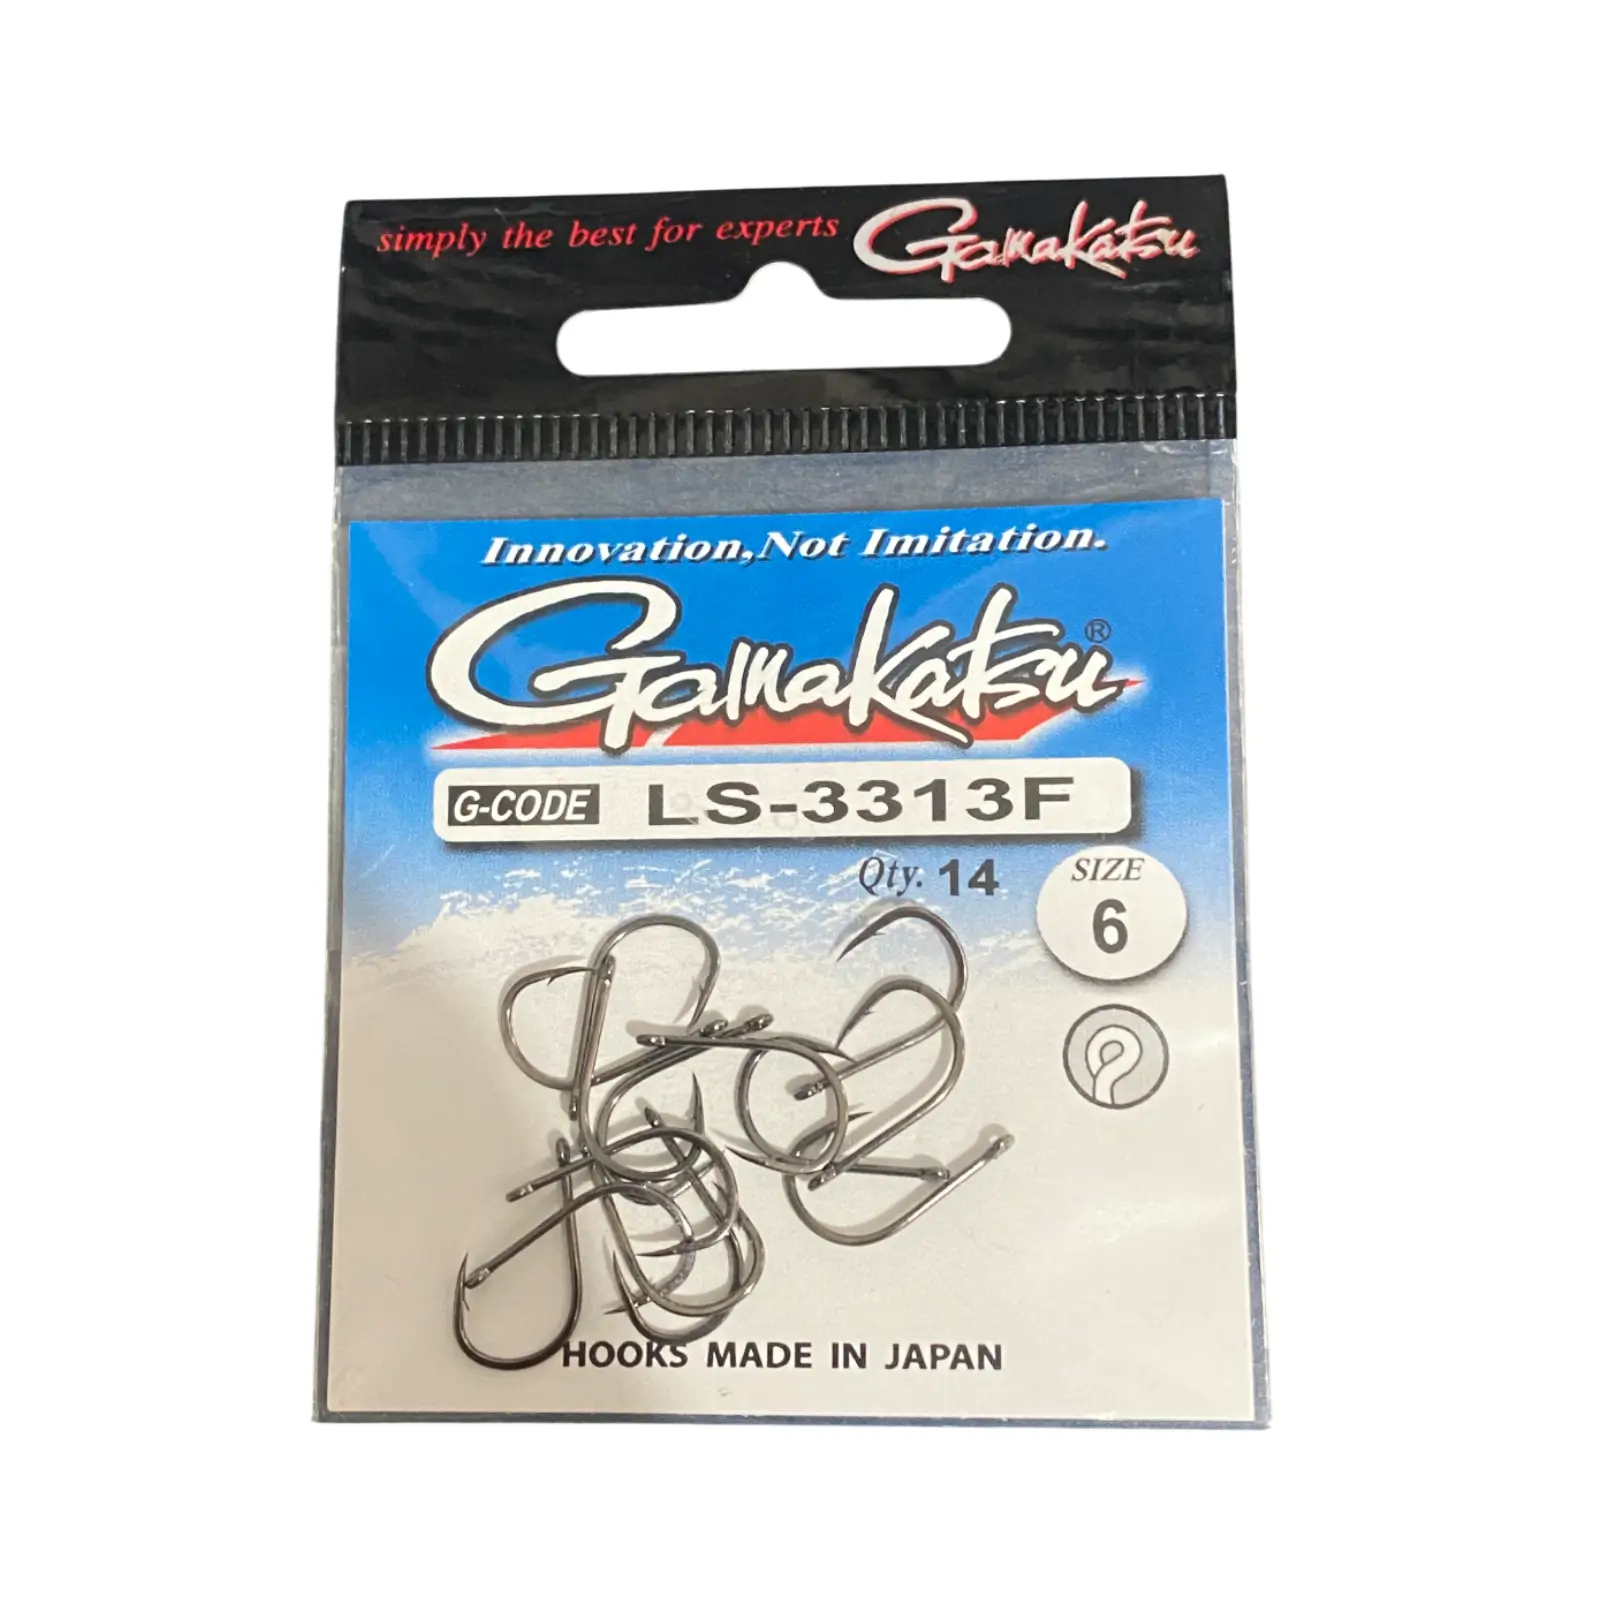 simply the best for experts Gamakatsu
Innovation, Not Imitation.
Gamakatsu®
G-CODE LS-3313F
Qty. 14
SIZE
6
HOOKS MADE IN JAPAN